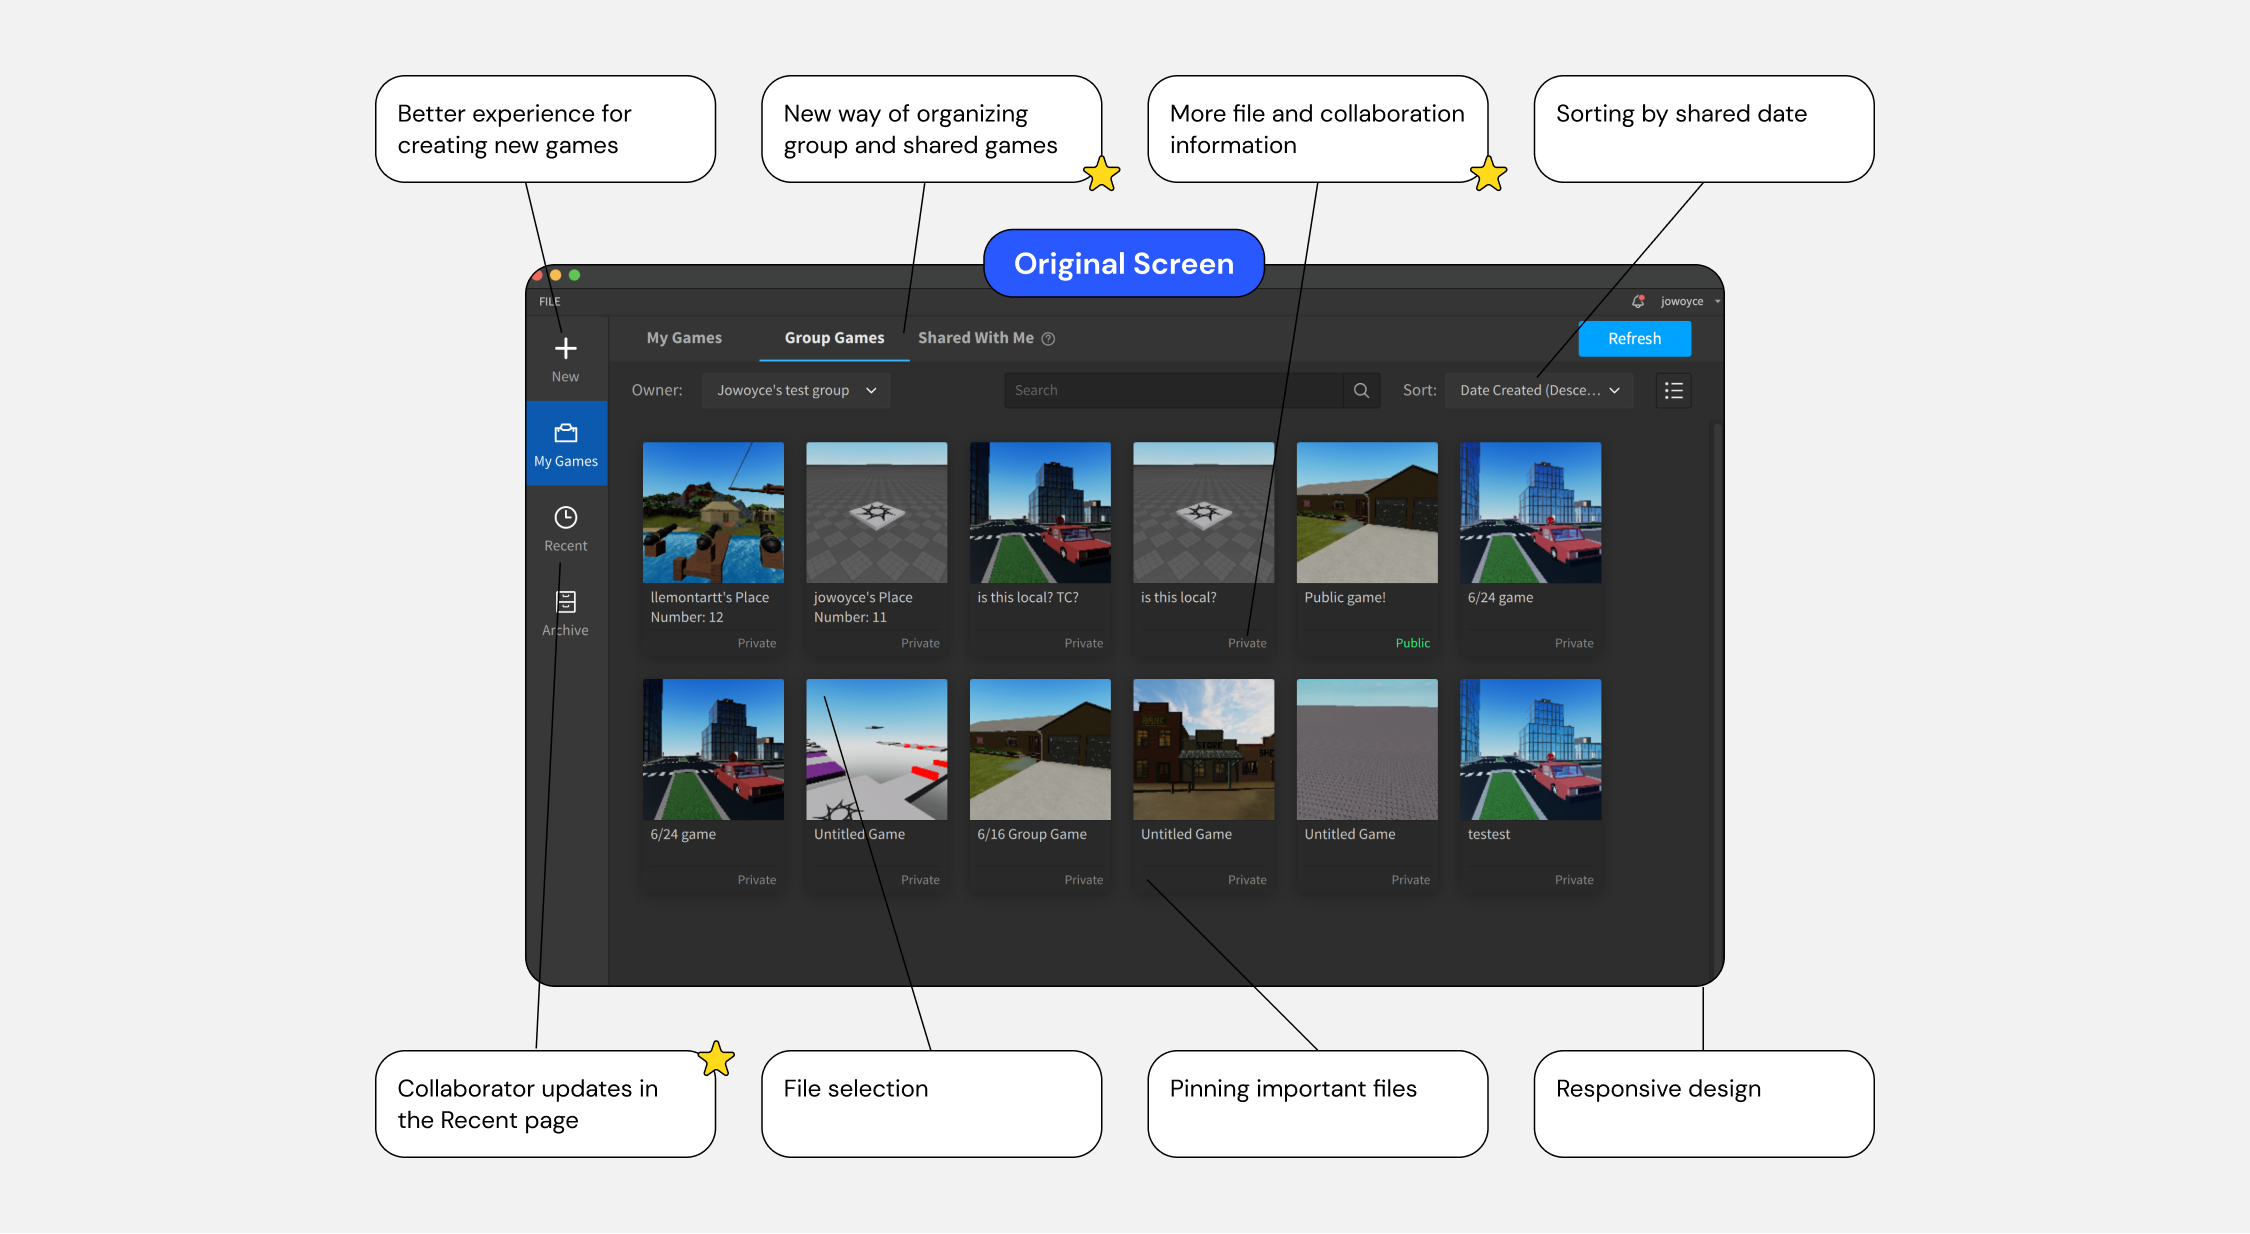 Better experience for
creating new games
New way of organizing
group and shared games
More file and collaboration
information
Sorting by shared date
Original Screen
FILE
jowoyce
New
My Games
Recent
Archive
My Games
Group Games
Shared With Me
Refresh
Owner:
Jowoyce's test group
Search
Sort:
Date Created (Desce...
llemontartt's Place
Number: 12
Private
jowoyce's Place
Number: 11
Private
is this local? TC?
Private
is this local?
Private
Public game!
Public
6/24 game
Private
6/24 game
Private
Untitled Game
Private
6/16 Group Game
Private
STORE
Untitled Game
Private
Untitled Game
Private
testest
Private
Collaborator updates in
the Recent page
File selection
Pinning important files
Responsive design